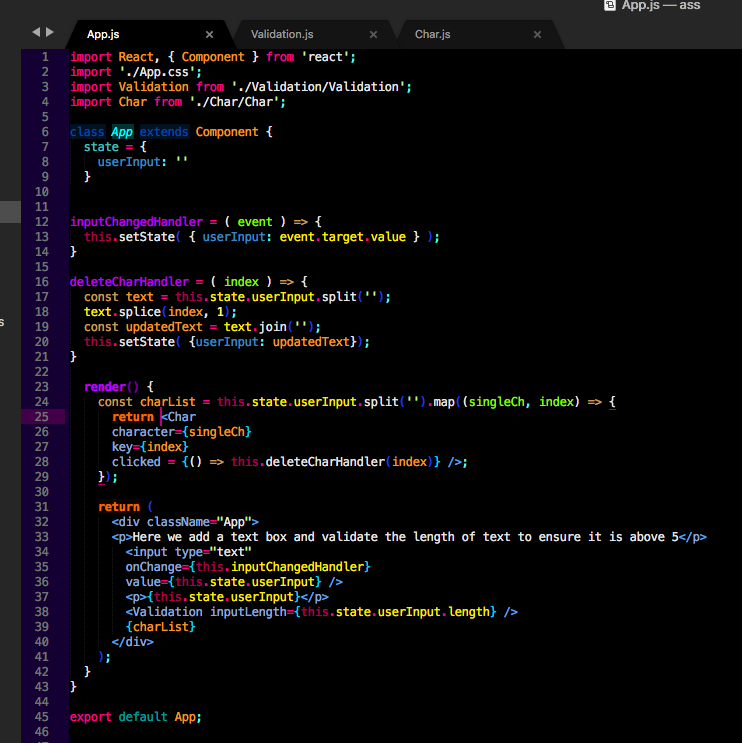 App.js — ass
App.js × Validation.js × Char.js ×
1 import React, { Component } from 'react';
2 import './App.css';
3 import Validation from './Validation/Validation';
4 import Char from './Char/Char';
5
6 class App extends Component {
7 state = {
8 userInput: ''
9 }
10
11
12 inputChangedHandler = ( event ) => {
13 this.setState( { userInput: event.target.value } );
14 }
15
16 deleteCharHandler = ( index ) => {
17 const text = this.state.userInput.split('');
18 text.splice(index, 1);
19 const updatedText = text.join('');
20 this.setState( {userInput: updatedText});
21 }
22
23 render() {
24 const charList = this.state.userInput.split('').map((singleCh, index) => {
25 return <Char
26 character={singleCh}
27 key={index}
28 clicked = {() => this.deleteCharHandler(index)} />;
29 });
30
31 return (
32 <div className="App">
33 <p>Here we add a text box and validate the length of text to ensure it is above 5</p>
34 <input type="text"
35 onChange={this.inputChangedHandler}
36 value={this.state.userInput} />
37 <p>{this.state.userInput}</p>
38 <Validation inputLength={this.state.userInput.length} />
39 {charList}
40 </div>
41 );
42 }
43 }
44
45 export default App;
46
s